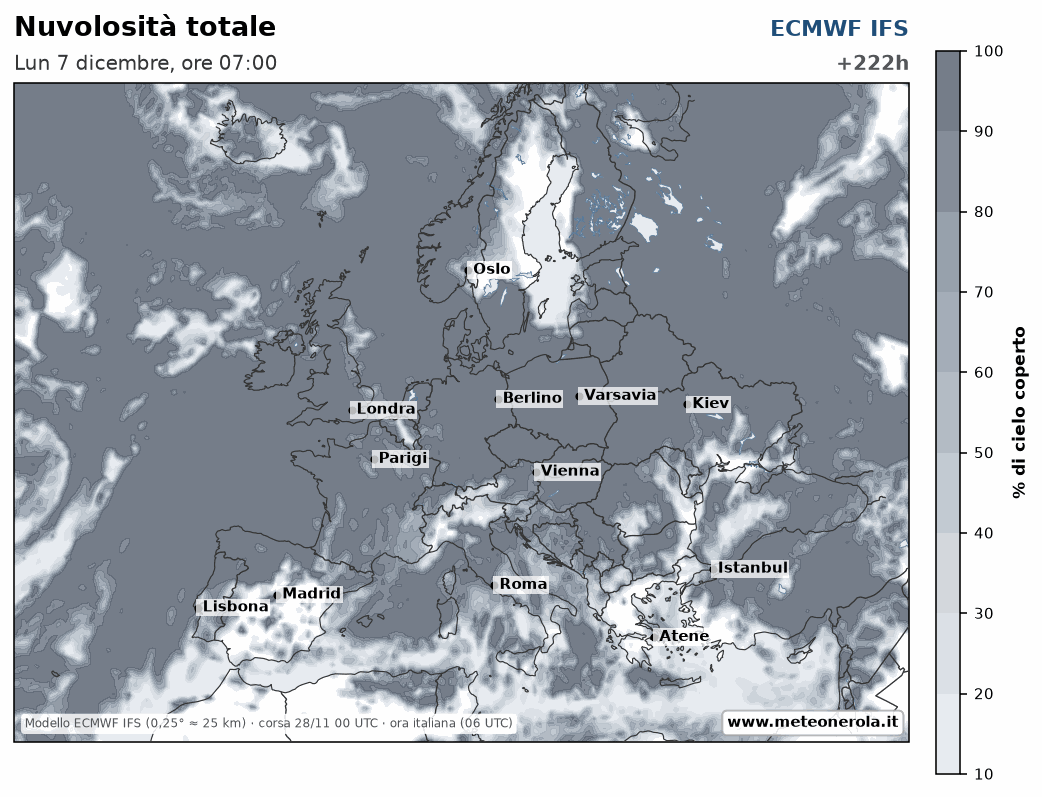 Nuvolosità totale
ECMWF IFS
Lun 7 dicembre, ore 07:00
+222h
100
90
80
70
60
50
40
30
20
10
% di cielo coperto
Oslo
Berlino
Varsavia
Kiev
Londra
Parigi
Vienna
Istanbul
Roma
Madrid
Lisbona
Atene
Modello ECMWF IFS (0,25° ≈ 25 km) · corsa 28/11 00 UTC · ora italiana (06 UTC)
www.meteonerola.it